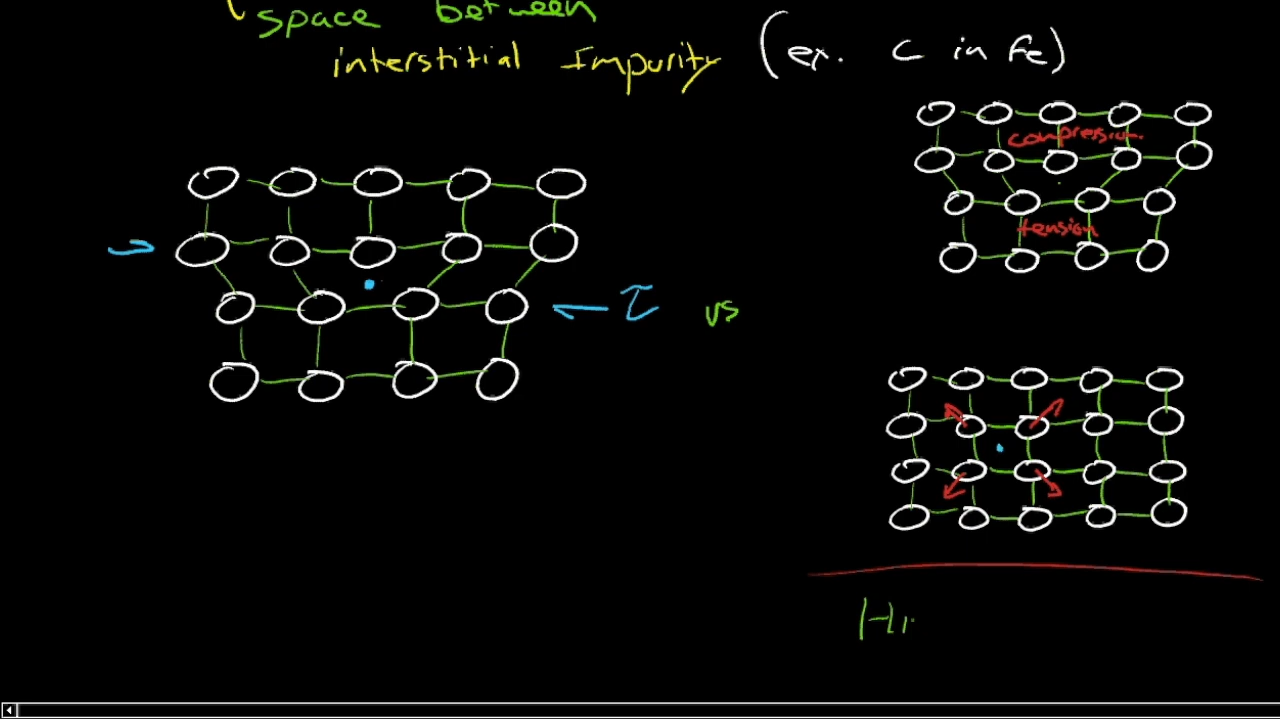 space between
interstitial Impurity (ex. C in Fe)
compression
tension
τ vs